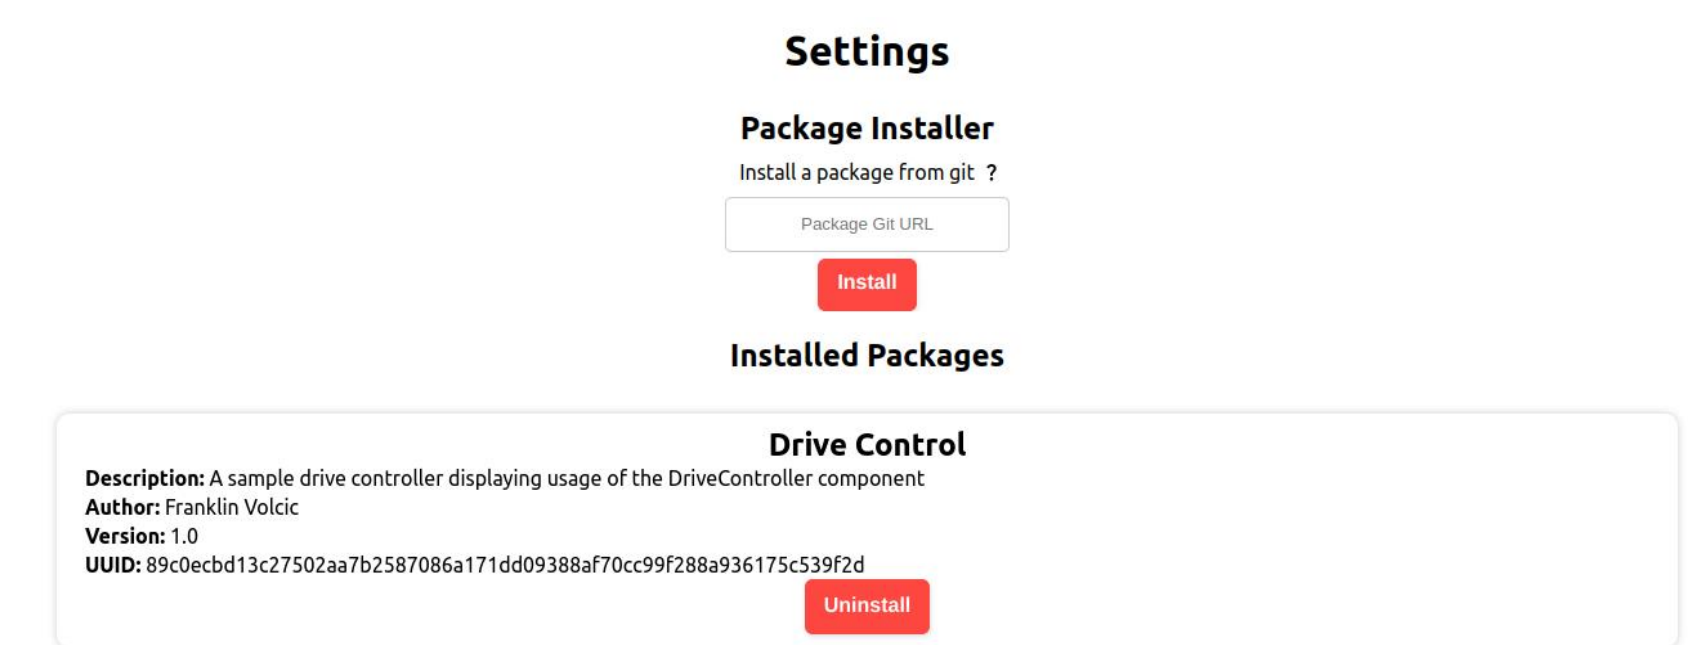 Settings
Package Installer
Install a package from git ?
Package Git URL
Install
Installed Packages
Drive Control
Description: A sample drive controller displaying usage of the DriveController component
Author: Franklin Volcic
Version: 1.0
UUID: 89c0ecbd13c27502aa7b2587086a171dd09388af70cc99f288a936175c539f2d
Uninstall